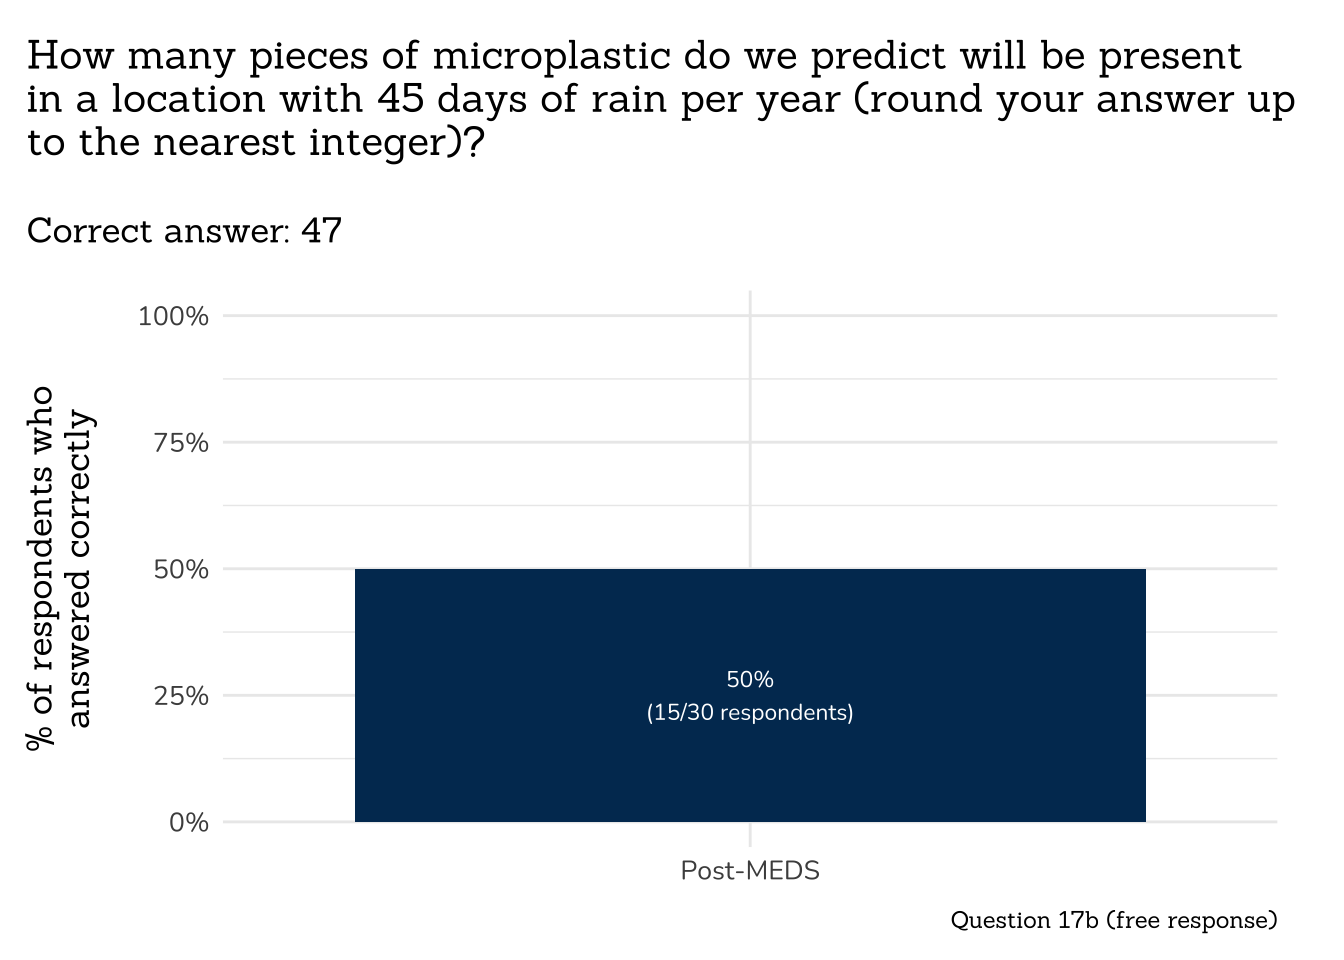 How many pieces of microplastic do we predict will be present
in a location with 45 days of rain per year (round your answer up
to the nearest integer)?
Correct answer: 47
% of respondents who
answered correctly
100%
75%
50%
25%
0%
50%
(15/30 respondents)
Post-MEDS
Question 17b (free response)